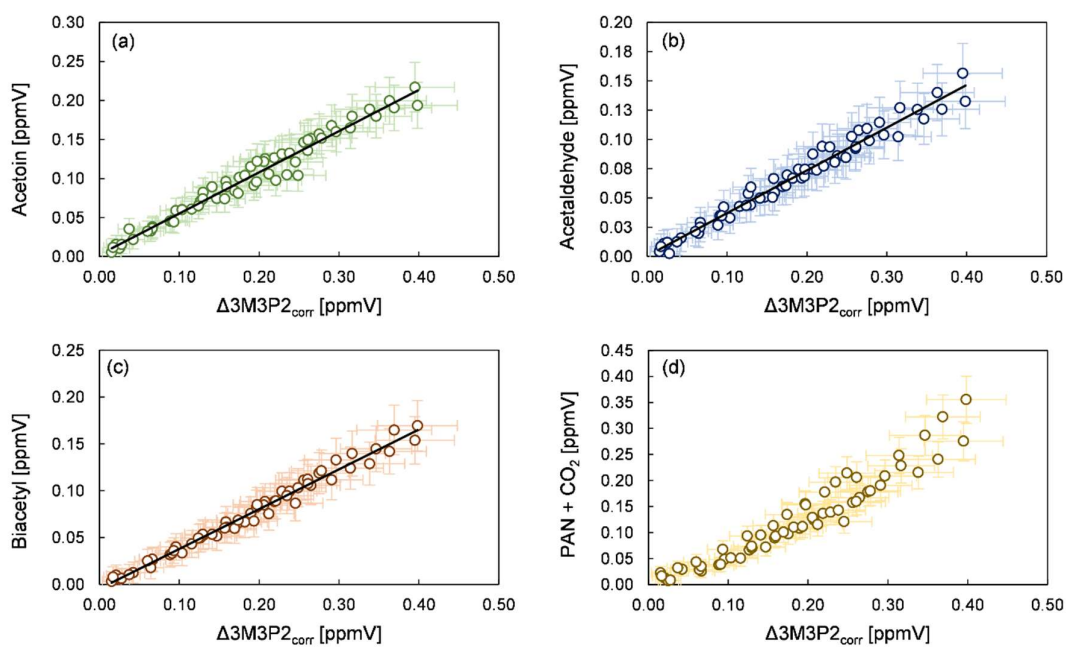 (a)
Acetoin [ppmV]
0.30
0.25
0.20
0.15
0.10
0.05
0.00
0.00 0.10 0.20 0.30 0.40 0.50
Δ3M3P2corr [ppmV]
(b)
Acetaldehyde [ppmV]
0.20
0.18
0.15
0.13
0.10
0.08
0.05
0.03
0.00
0.00 0.10 0.20 0.30 0.40 0.50
Δ3M3P2corr [ppmV]
(c)
Biacetyl [ppmV]
0.25
0.20
0.15
0.10
0.05
0.00
0.00 0.10 0.20 0.30 0.40 0.50
Δ3M3P2corr [ppmV]
(d)
PAN + CO2 [ppmV]
0.45
0.40
0.35
0.30
0.25
0.20
0.15
0.10
0.05
0.00
0.00 0.10 0.20 0.30 0.40 0.50
Δ3M3P2corr [ppmV]